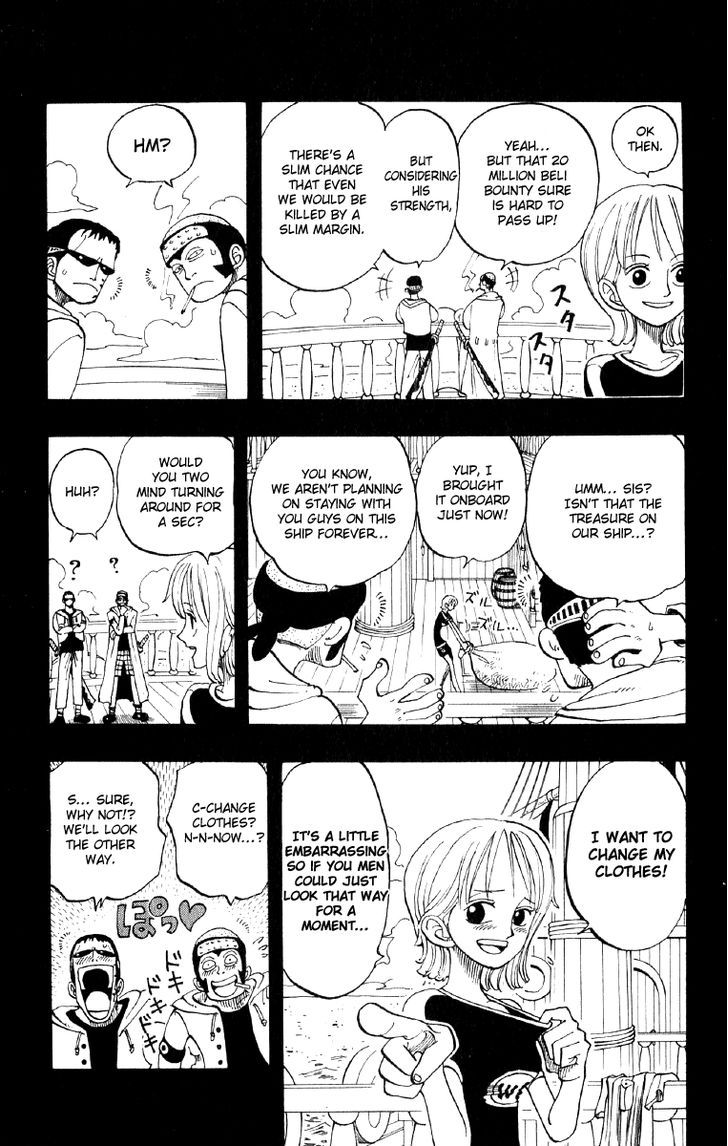 OK
THEN.
YEAH...
BUT THAT 20
MILLION BELI
BOUNTY SURE
IS HARD TO
PASS UP!
BUT
CONSIDERING
HIS
STRENGTH,
THERE'S A
SLIM CHANCE
THAT EVEN
WE WOULD BE
KILLED BY A
SLIM MARGIN.
スタ
スタ
HM?
UMM... SIS?
ISN'T THAT THE
TREASURE ON
OUR SHIP...?
YUP, I
BROUGHT
IT ONBOARD
JUST NOW!
ズル
ズル...
YOU KNOW,
WE AREN'T PLANNING
ON STAYING WITH
YOU GUYS ON THIS
SHIP FOREVER...
WOULD
YOU TWO
MIND TURNING
AROUND FOR
A SEC?
HUH?
?
?
I WANT TO
CHANGE MY
CLOTHES!
IT'S A LITTLE
EMBARRASSING
SO IF YOU MEN
COULD JUST
LOOK THAT WAY
FOR A
MOMENT...
C-CHANGE
CLOTHES?
N-N-NOW...?
S... SURE,
WHY NOT!?
WE'LL LOOK
THE OTHER
WAY.
ぽっ♥
ドキ
ドキ